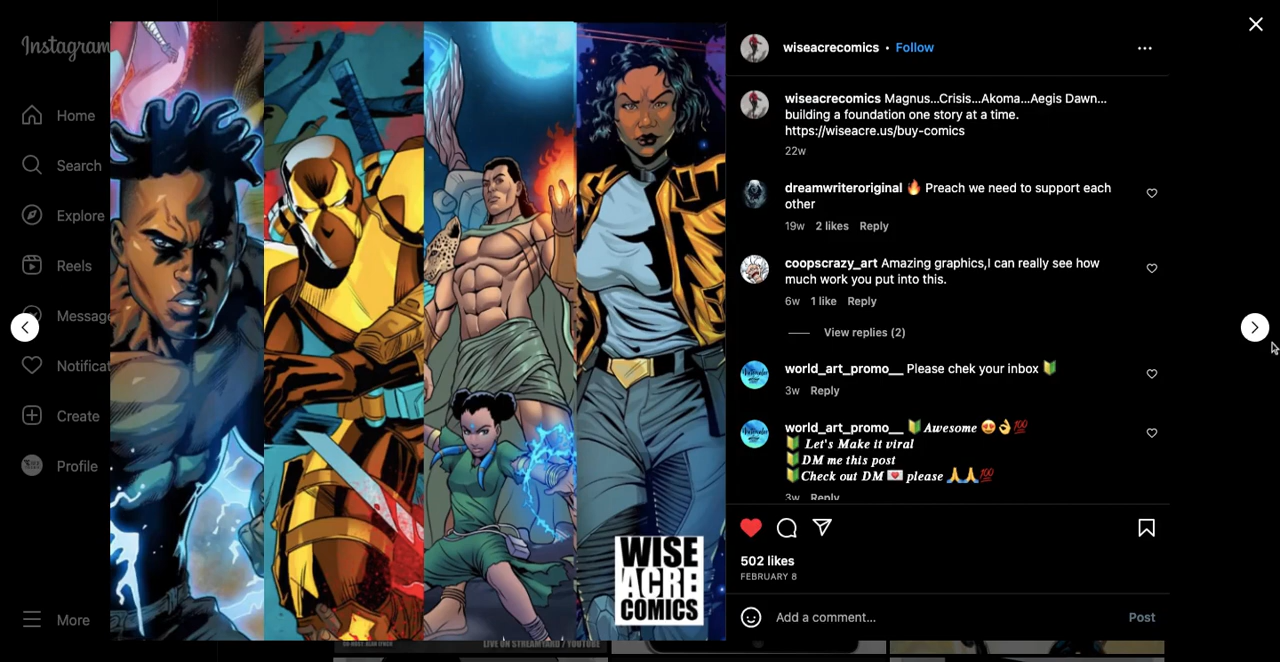 Instagram
Home
Search
Explore
Reels
Message
Notificat
Create
Profile
More
WISE
ACRE
COMICS
LIVE ON STREAMYARD / YOUTUBE
wiseacrecomics • Follow
wiseacrecomics Magnus...Crisis...Akoma...Aegis Dawn...
building a foundation one story at a time.
https://wiseacre.us/buy-comics
22w
dreamwriteroriginal 🔥 Preach we need to support each
other
19w 2 likes Reply
coopscrazy_art Amazing graphics,I can really see how
much work you put into this.
6w 1 like Reply
View replies (2)
world_art_promo__ Please chek your inbox 🔰
3w Reply
world_art_promo__ 🔰Awesome 😍👌💯
🔰 Let's Make it viral
🔰DM me this post
🔰Check out DM 💌 please 🙏🙏💯
3w Reply
502 likes
FEBRUARY 8
Add a comment...
Post